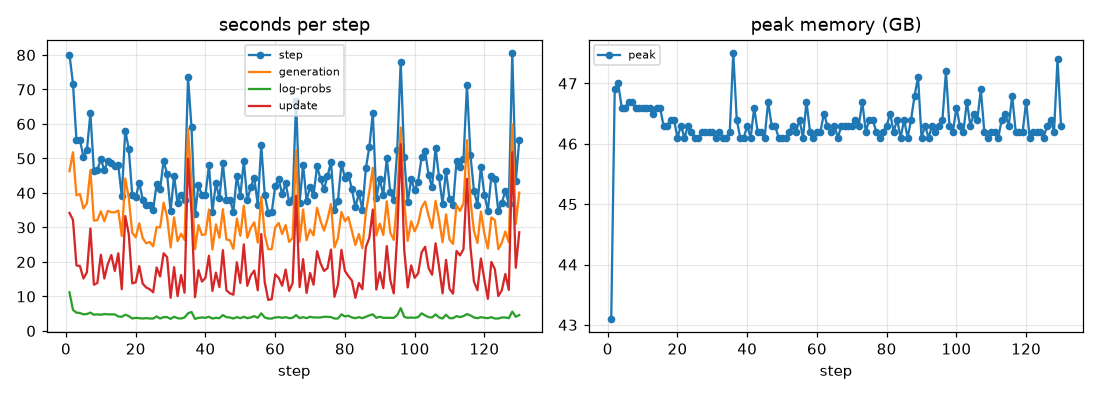 seconds per step
80
70
60
50
40
30
20
10
0
0 20 40 60 80 100 120
step
step
generation
log-probs
update
peak memory (GB)
47
46
45
44
43
0 20 40 60 80 100 120
step
peak